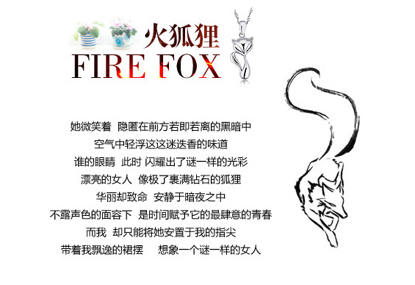 火狐狸
FIRE FOX
她微笑着 隐匿在前方若即若离的黑暗中
空气中轻浮这这迷迭香的味道
谁的眼睛 此时 闪耀出了谜一样的光彩
漂亮的女人 像极了裹满钻石的狐狸
华丽却致命 安静于暗夜之中
不露声色的面容下 是时间赋予它的最肆意的青春
而我 却只能将她安置于我的指尖
带着我飘逸的裙摆 想象一个谜一样的女人